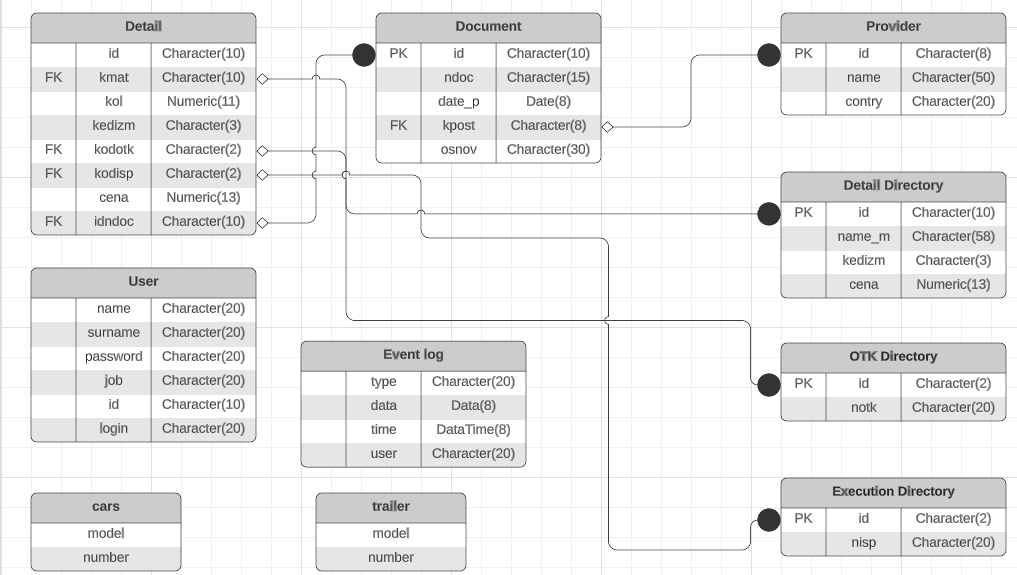 Detail
id Character(10)
FK kmat Character(10)
kol Numeric(11)
kedizm Character(3)
FK kodotk Character(2)
FK kodisp Character(2)
cena Numeric(13)
FK idndoc Character(10)
Document
PK id Character(10)
ndoc Character(15)
date_p Date(8)
FK kpost Character(8)
osnov Character(30)
Provider
PK id Character(8)
name Character(50)
contry Character(20)
Detail Directory
PK id Character(10)
name_m Character(58)
kedizm Character(3)
cena Numeric(13)
User
name Character(20)
surname Character(20)
password Character(20)
job Character(20)
id Character(10)
login Character(20)
Event log
type Character(20)
data Data(8)
time DataTime(8)
user Character(20)
OTK Directory
PK id Character(2)
notk Character(20)
Execution Directory
PK id Character(2)
nisp Character(20)
cars
model
number
trailer
model
number